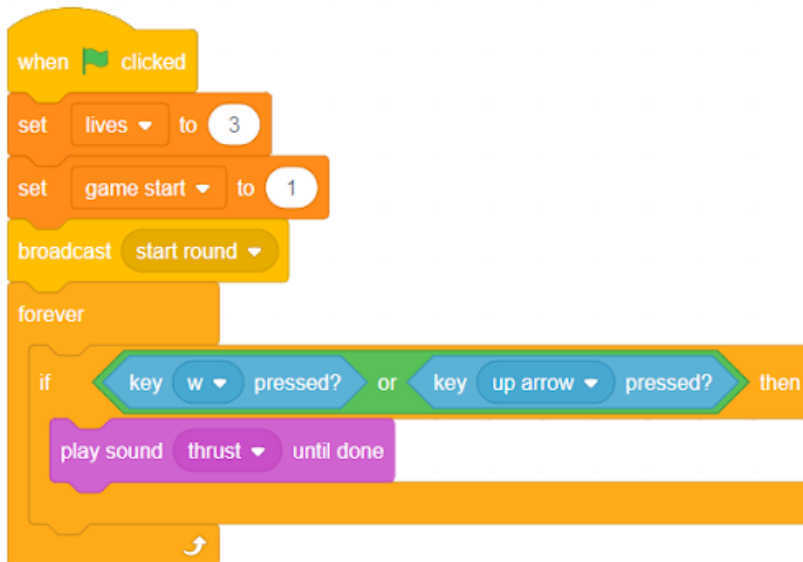 when clicked
set lives to 3
set game start to 1
broadcast start round
forever
if key w pressed? or key up arrow pressed? then
play sound thrust until done